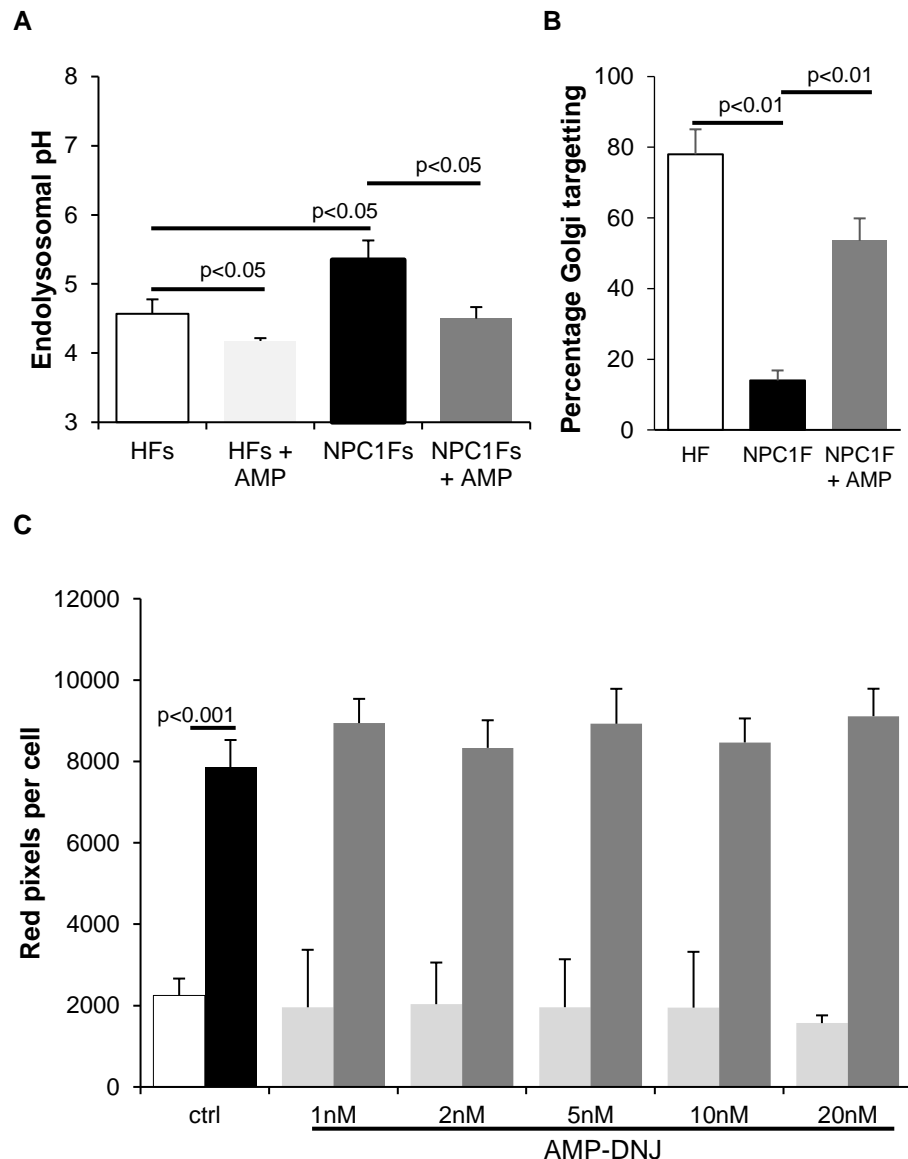 A
Endolysosomal pH
8
7
6
5
4
3
p<0.05
p<0.05
p<0.05
HFs
HFs +
AMP
NPC1Fs
NPC1Fs
+ AMP
B
Percentage Golgi targetting
100
80
60
40
20
0
p<0.01
p<0.01
HF
NPC1F
NPC1F
+ AMP
C
Red pixels per cell
12000
10000
8000
6000
4000
2000
0
p<0.001
ctrl
1nM
2nM
5nM
10nM
20nM
AMP-DNJ